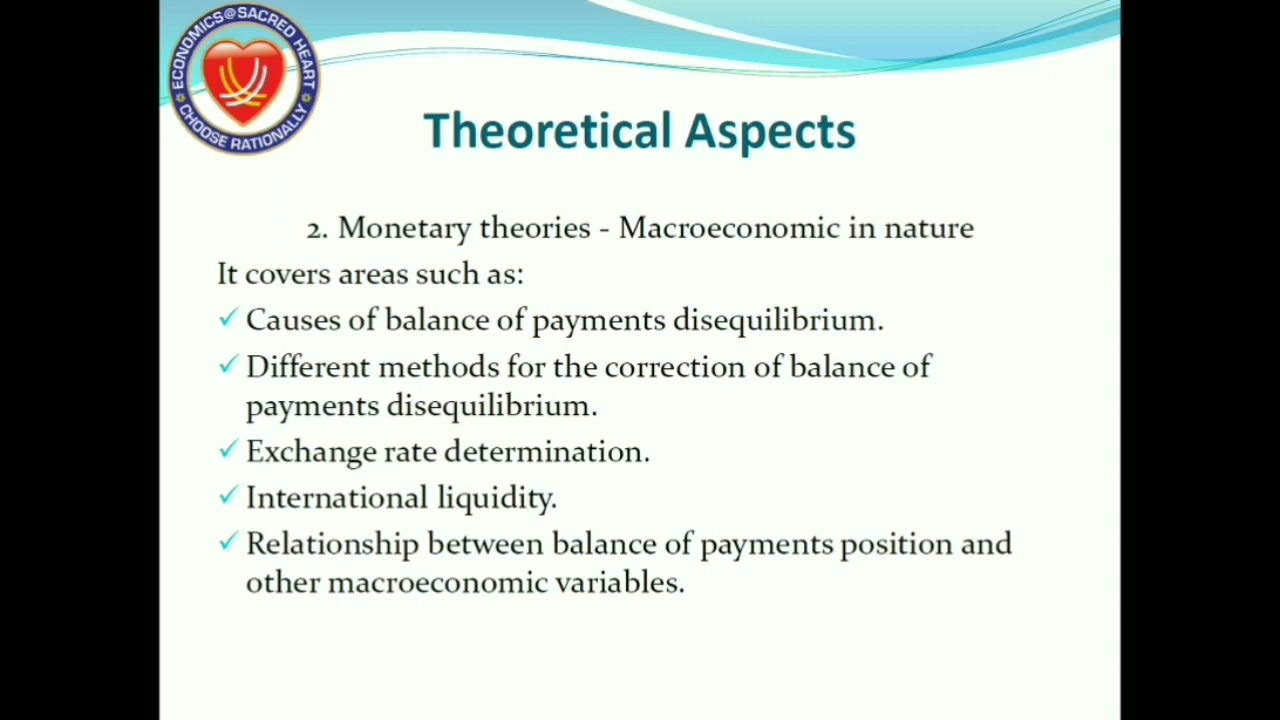 ECONOMICS@SACRED HEART
CHOOSE RATIONALLY
Theoretical Aspects
2. Monetary theories - Macroeconomic in nature
It covers areas such as:
✓ Causes of balance of payments disequilibrium.
✓ Different methods for the correction of balance of
payments disequilibrium.
✓ Exchange rate determination.
✓ International liquidity.
✓ Relationship between balance of payments position and
other macroeconomic variables.